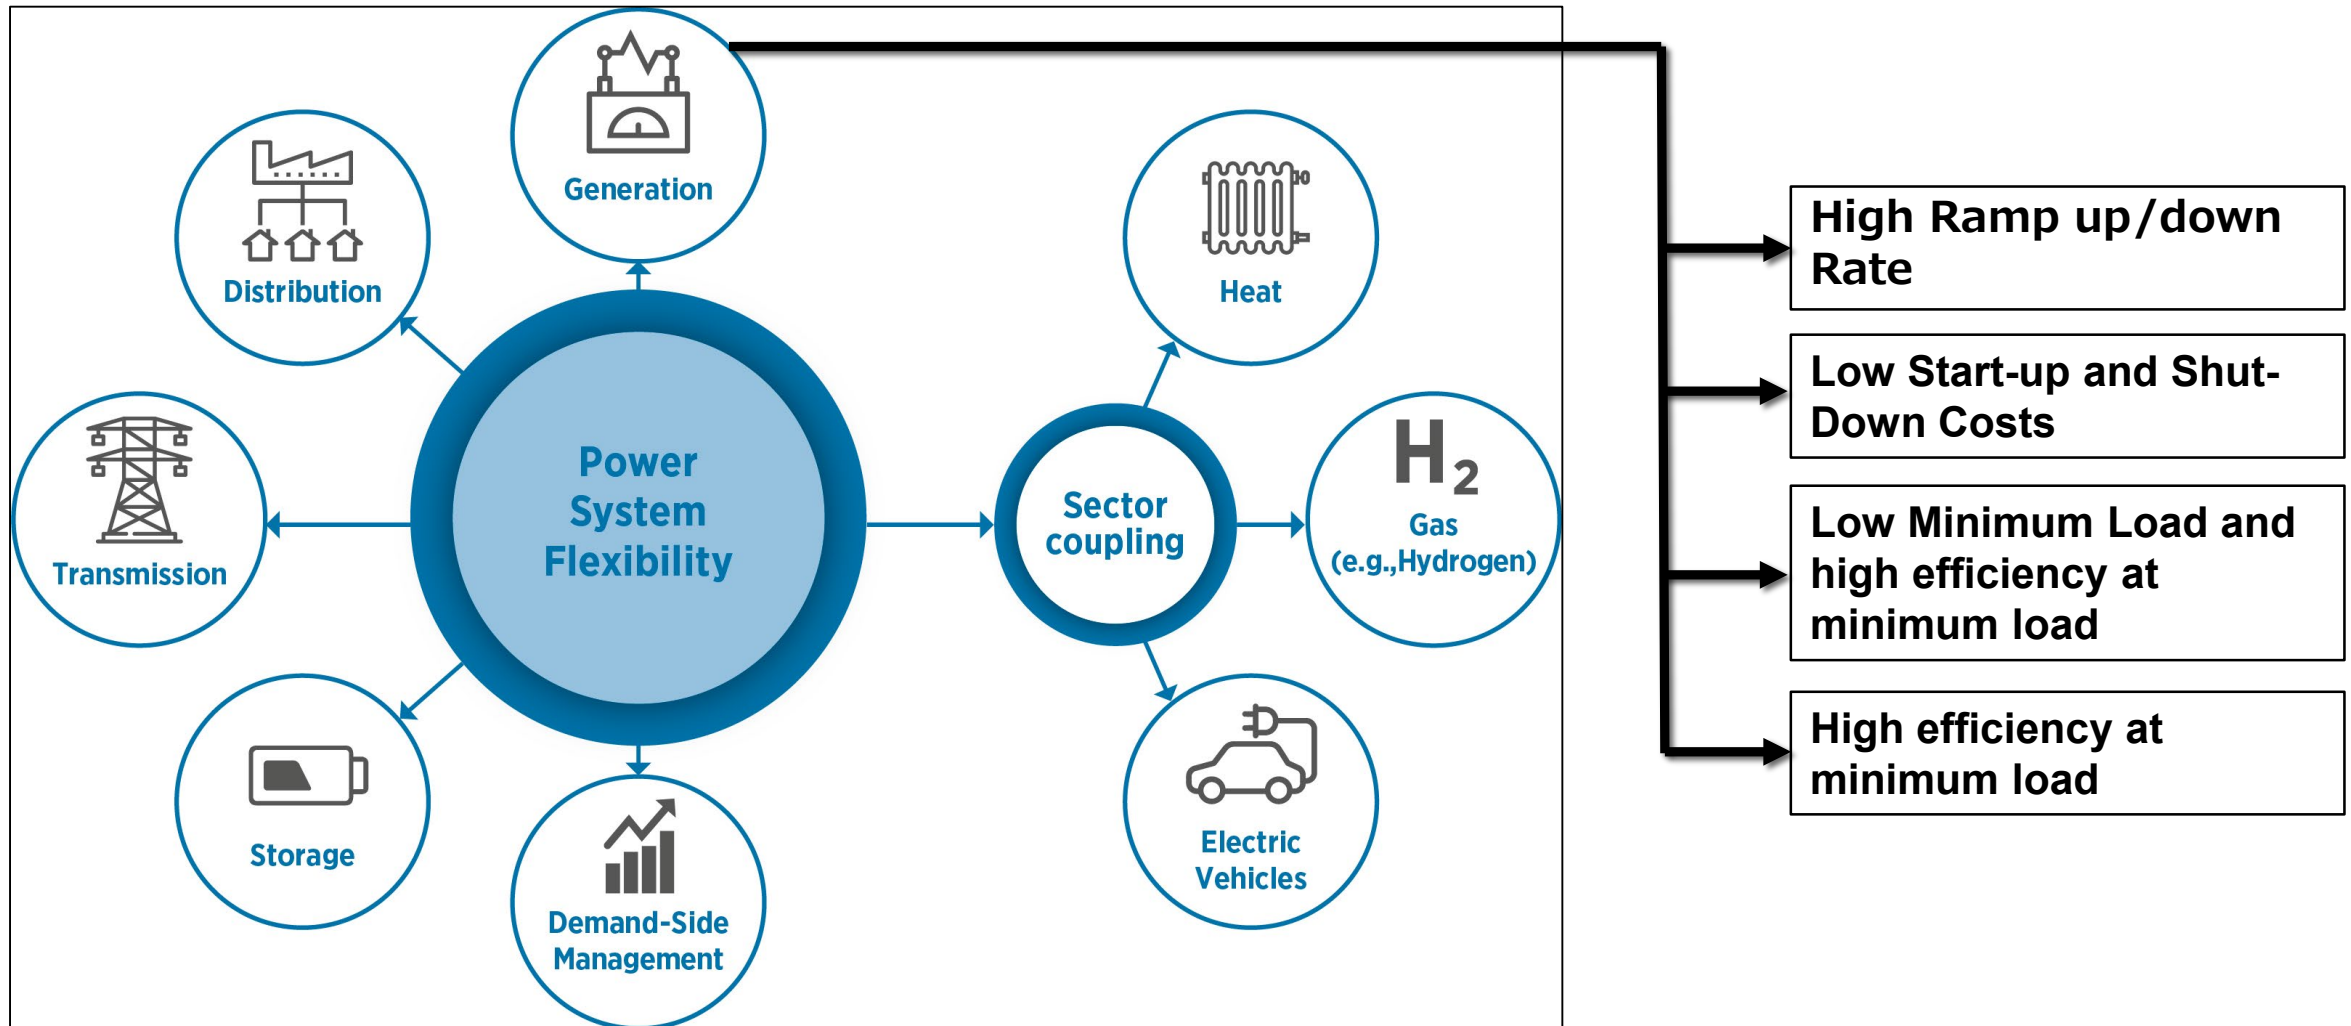 Generation
Distribution
Transmission
Storage
Demand-Side
Management
Power
System
Flexibility
Sector
coupling
Heat
H2
Gas
(e.g.,Hydrogen)
Electric
Vehicles
High Ramp up/down
Rate
Low Start-up and Shut-
Down Costs
Low Minimum Load and
high efficiency at
minimum load
High efficiency at
minimum load